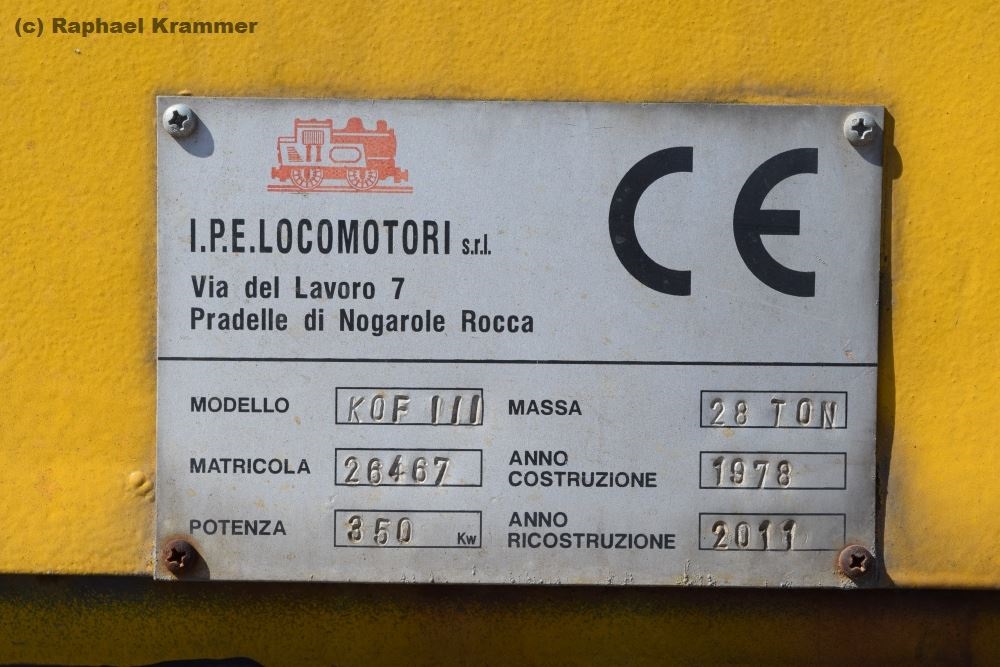 (c) Raphael Krammer
I.P.E.LOCOMOTORI s.r.l.
Via del Lavoro 7
Pradelle di Nogarole Rocca
CE
MODELLO KOF III MASSA 28 TON
MATRICOLA 26467 ANNO COSTRUZIONE 1978
POTENZA 350 Kw ANNO RICOSTRUZIONE 2011